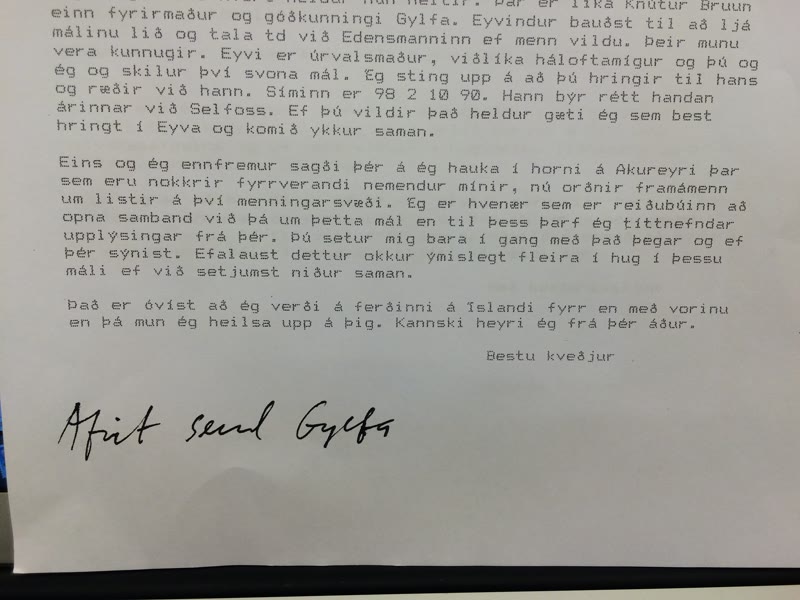 heldur hún heitir. Þar er líka Knútur Bruun
einn fyrirmaður og góðkunningi Gylfa. Eyvindur bauðst til að ljá
málinu lið og tala td við Edensmanninn ef menn vildu. Þeir munu
vera kunnugir. Eyvi er úrvalsmaður, viðlíka háloftamígur og þú og
ég og skilur því svona mál. Ég sting upp á að þú hringir til hans
og ræðir við hann. Síminn er 98 2 10 90. Hann býr rétt handan
árinnar við Selfoss. Ef þú vildir það heldur gæti ég sem best
hringt í Eyva og komið ykkur saman.
Eins og ég ennfremur sagði þér á ég hauka í horni á Akureyri þar
sem eru nokkrir fyrrverandi nemendur mínir, nú orðnir framámenn
um listir á því menningarsvæði. Ég er hvenær sem er reiðubúinn að
opna samband við þá um þetta mál en til þess þarf ég títtnefndar
upplýsingar frá þér. Þú setur mig bara í gang með það þegar og ef
þér sýnist. Efalaust dettur okkur ýmislegt fleira í hug í þessu
máli ef við setjumst niður saman.
Það er óvíst að ég verði á ferðinni á Íslandi fyrr en með vorinu
en þá mun ég heilsa upp á þig. Kannski heyri ég frá þér áður.
Bestu kveðjur
Afrit send Gylfa